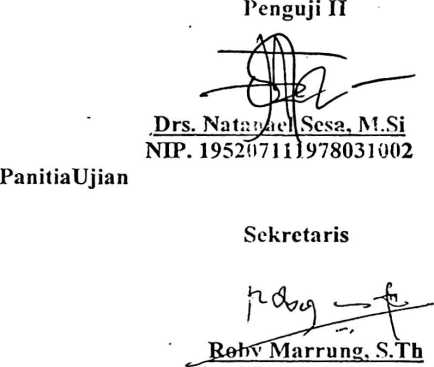 Penguji II
Drs. Natanael Sesa, M.Si
NIP. 195207111978031002
PanitiaUjian
Sekretaris
Roby Marrung, S.Th